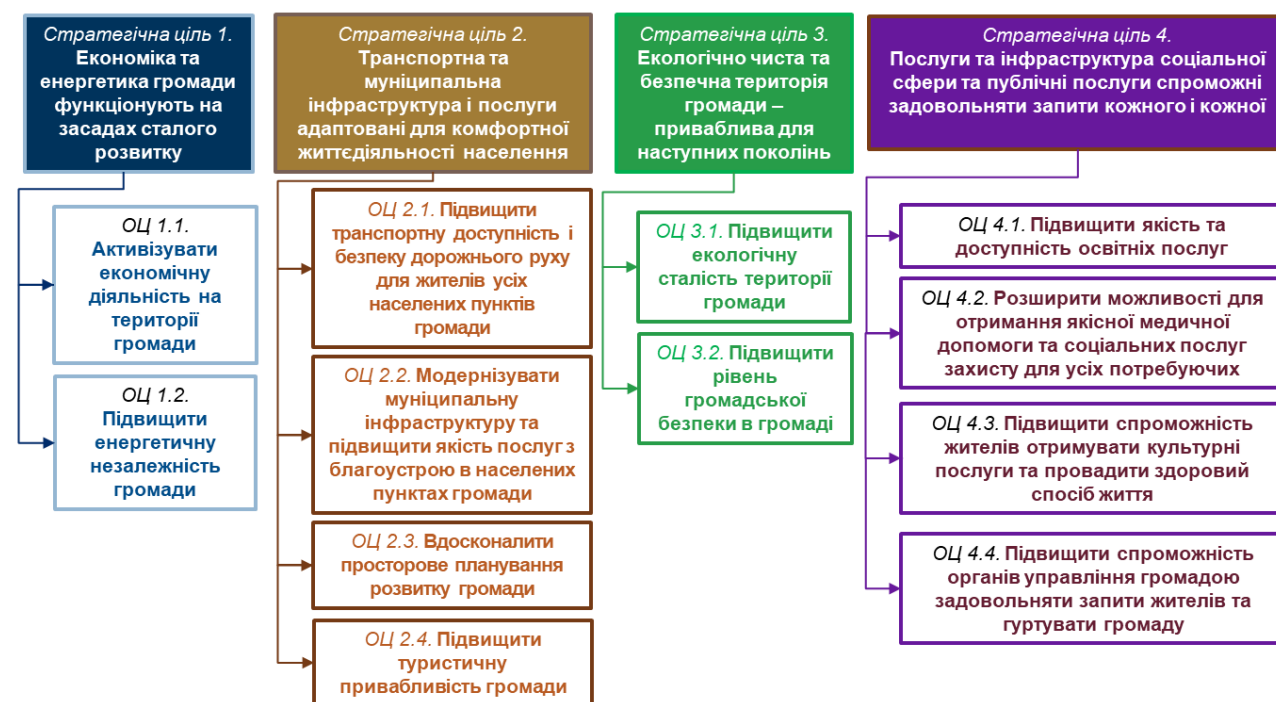 Стратегічна ціль 1.
Економіка та
енергетика громади
функціонують на
засадах сталого
розвитку
ОЦ 1.1.
Активізувати
економічну
діяльність на
території
громади
ОЦ 1.2.
Підвищити
енергетичну
незалежність
громади
Стратегічна ціль 2.
Транспортна та
муніципальна
інфраструктура і послуги
адаптовані для комфортної
життєдіяльності населення
ОЦ 2.1. Підвищити
транспортну доступність і
безпеку дорожнього руху
для жителів усіх
населених пунктів
громади
ОЦ 2.2. Модернізувати
муніципальну
інфраструктуру та
підвищити якість послуг з
благоустрою в населених
пунктах громади
ОЦ 2.3. Вдосконалити
просторове планування
розвитку громади
ОЦ 2.4. Підвищити
туристичну
привабливість громади
Стратегічна ціль 3.
Екологічно чиста та
безпечна територія
громади –
приваблива для
наступних поколінь
ОЦ 3.1. Підвищити
екологічну
сталість території
громади
ОЦ 3.2. Підвищити
рівень
громадської
безпеки в громаді
Стратегічна ціль 4.
Послуги та інфраструктура соціальної
сфери та публічні послуги спроможні
задовольняти запити кожного і кожної
ОЦ 4.1. Підвищити якість та
доступність освітніх послуг
ОЦ 4.2. Розширити можливості для
отримання якісної медичної
допомоги та соціальних послуг
захисту для усіх потребуючих
ОЦ 4.3. Підвищити спроможність
жителів отримувати культурні
послуги та провадити здоровий
спосіб життя
ОЦ 4.4. Підвищити спроможність
органів управління громадою
задовольняти запити жителів та
гуртувати громаду